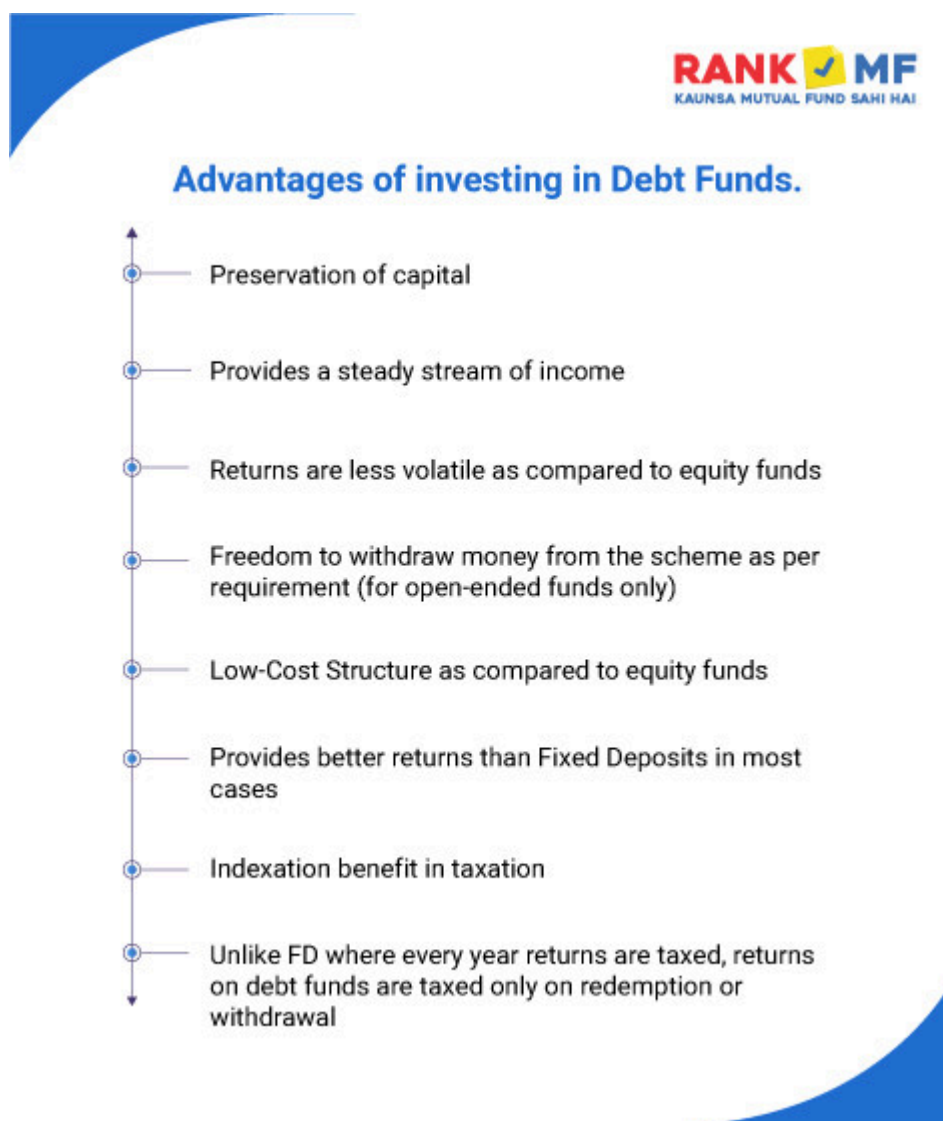 RANK MF
KAUNSA MUTUAL FUND SAHI HAI
Advantages of investing in Debt Funds.
Preservation of capital
Provides a steady stream of income
Returns are less volatile as compared to equity funds
Freedom to withdraw money from the scheme as per
requirement (for open-ended funds only)
Low-Cost Structure as compared to equity funds
Provides better returns than Fixed Deposits in most
cases
Indexation benefit in taxation
Unlike FD where every year returns are taxed, returns
on debt funds are taxed only on redemption or
withdrawal